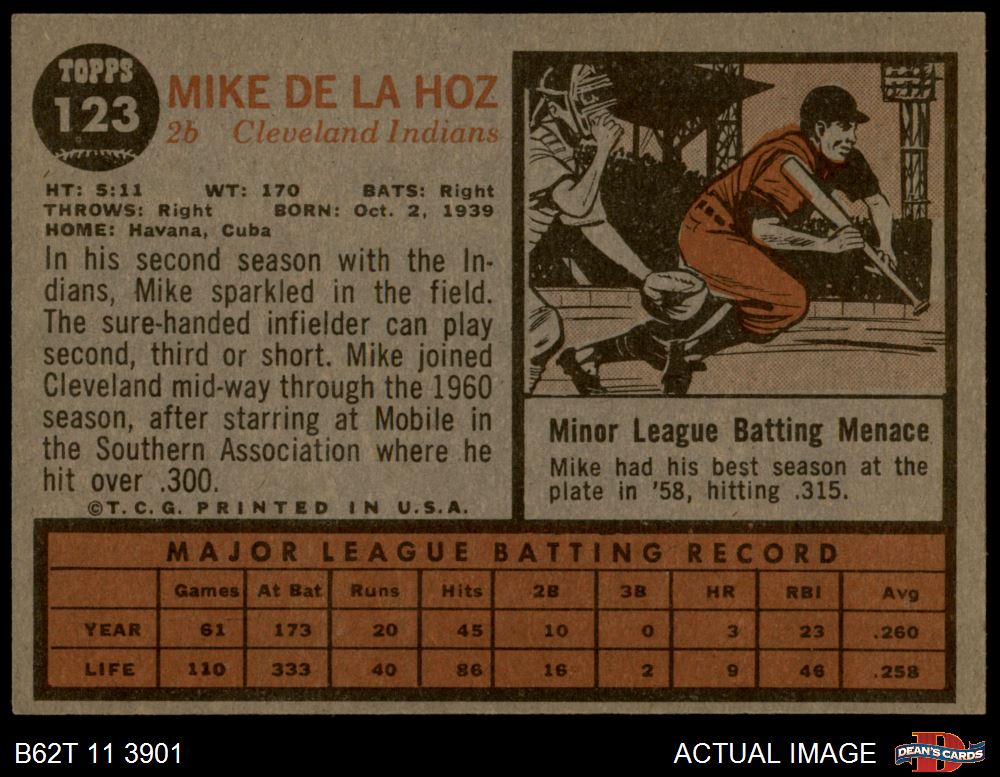 TOPPS
123
MIKE DE LA HOZ
2b Cleveland Indians
HT: 5:11 WT: 170 BATS: Right
THROWS: Right BORN: Oct. 2, 1939
HOME: Havana, Cuba
In his second season with the In-
dians, Mike sparkled in the field.
The sure-handed infielder can play
second, third or short. Mike joined
Cleveland mid-way through the 1960
season, after starring at Mobile in
the Southern Association where he
hit over .300.
©T. C. G. PRINTED IN U.S.A.
Minor League Batting Menace
Mike had his best season at the
plate in '58, hitting .315.
MAJOR LEAGUE BATTING RECORD
Games At Bat Runs Hits 2B 3B HR RBI Avg
YEAR 61 173 20 45 10 0 3 23 .260
LIFE 110 333 40 86 16 2 9 46 .258
B62T 11 3901
ACTUAL IMAGE
DEAN'S CARDS